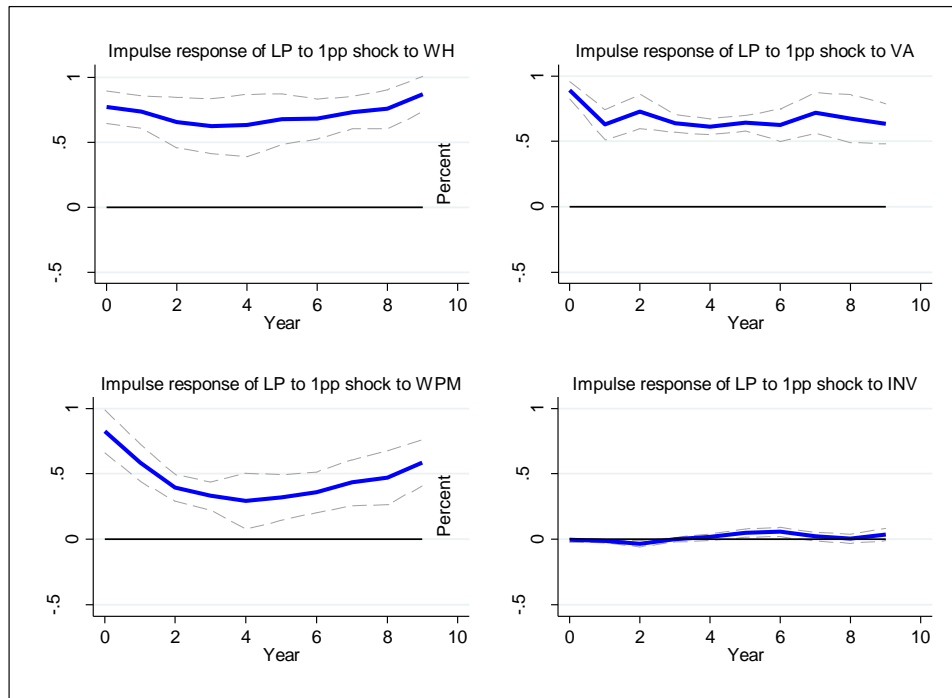 Impulse response of LP to 1pp shock to WH
1
.5
0
-.5
0 2 4 6 8 10
Year
Impulse response of LP to 1pp shock to VA
Percent
1
.5
0
-.5
0 2 4 6 8 10
Year
Impulse response of LP to 1pp shock to WPM
1
.5
0
-.5
0 2 4 6 8 10
Year
Impulse response of LP to 1pp shock to INV
Percent
1
.5
0
-.5
0 2 4 6 8 10
Year